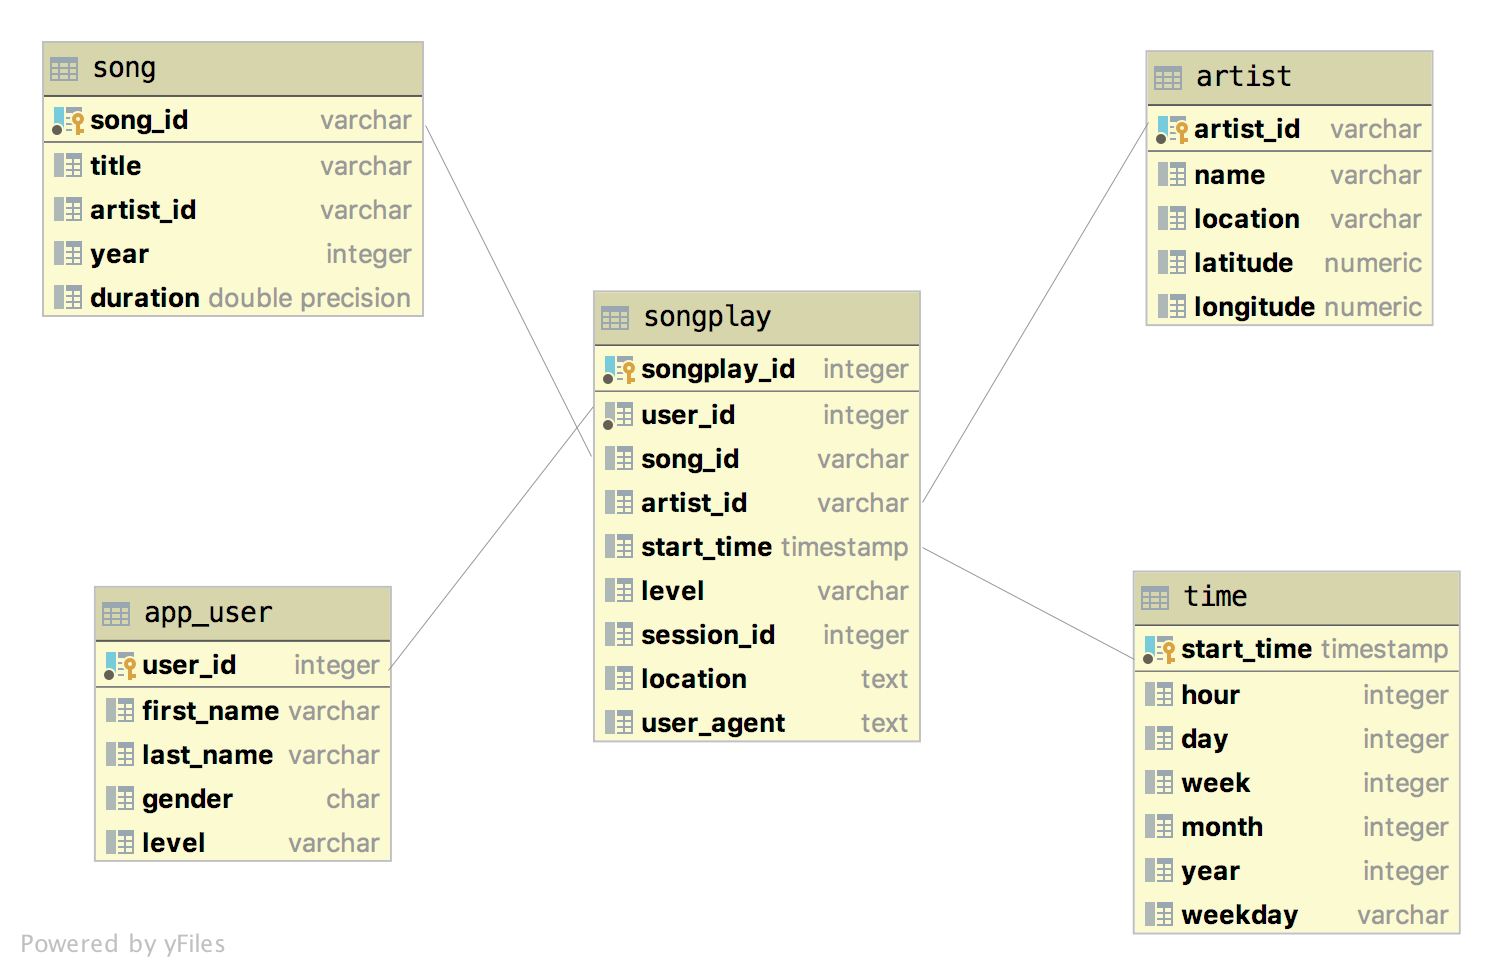 song
song_id varchar
title varchar
artist_id varchar
year integer
duration double precision
artist
artist_id varchar
name varchar
location varchar
latitude numeric
longitude numeric
songplay
songplay_id integer
user_id integer
song_id varchar
artist_id varchar
start_time timestamp
level varchar
session_id integer
location text
user_agent text
app_user
user_id integer
first_name varchar
last_name varchar
gender char
level varchar
time
start_time timestamp
hour integer
day integer
week integer
month integer
year integer
weekday varchar
Powered by yFiles